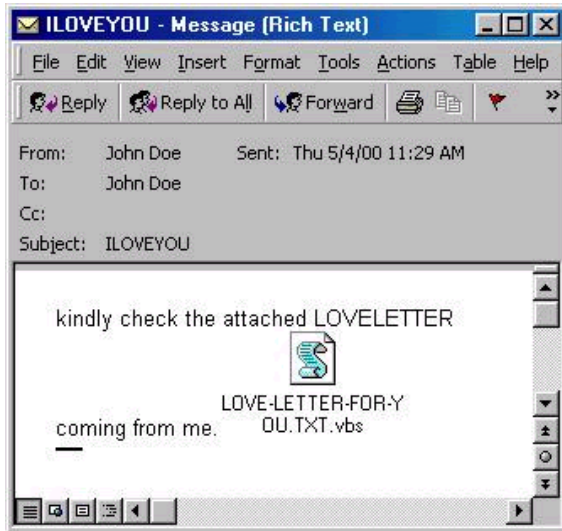 ILOVEYOU - Message (Rich Text)
File Edit View Insert Format Tools Actions Table Help
Reply Reply to All Forward
From: John Doe Sent: Thu 5/4/00 11:29 AM
To: John Doe
Cc:
Subject: ILOVEYOU
kindly check the attached LOVELETTER
LOVE-LETTER-FOR-Y
coming from me. OU.TXT.vbs